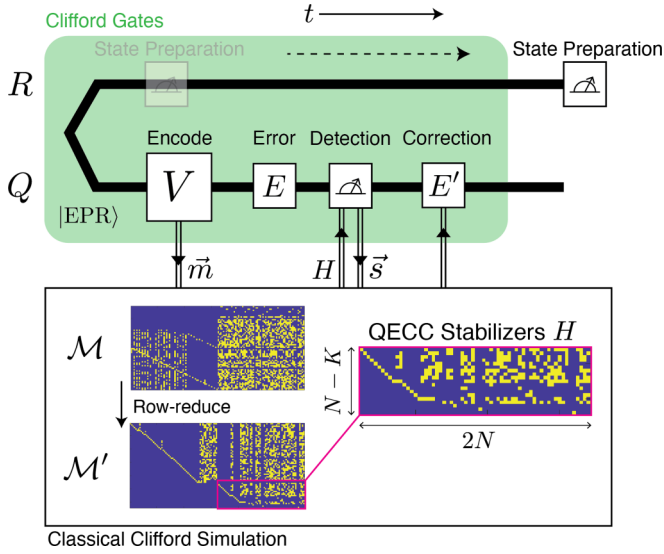 Clifford Gates
t
State Preparation
State Preparation
R
Encode
Error
Detection
Correction
Q
V
E
E′
|EPR⟩
m⃗
H
s⃗
M
Row-reduce
M′
QECC Stabilizers H
N − K
2N
Classical Clifford Simulation